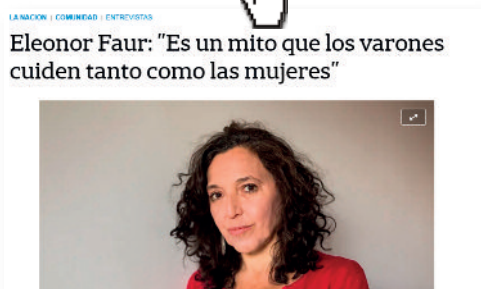 LA NACION | COMUNIDAD | ENTREVISTAS
Eleonor Faur: "Es un mito que los varones
cuiden tanto como las mujeres"